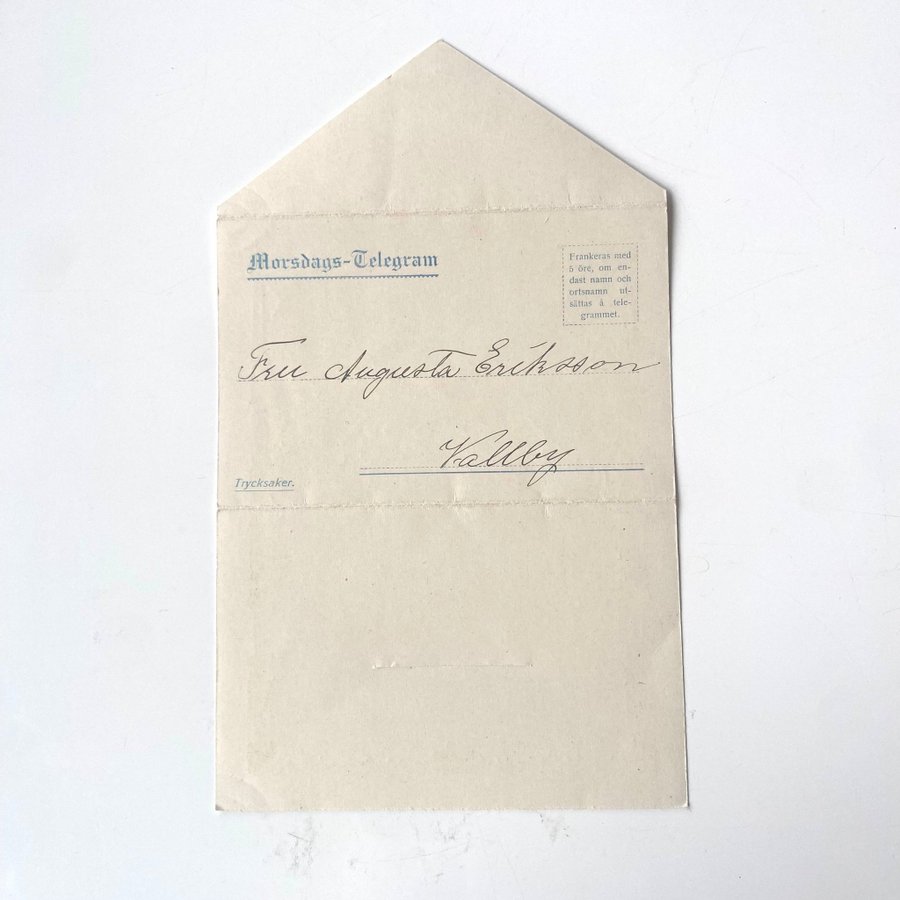 Morsdags-Telegram
Frankeras med
5 öre, om en-
dast namn och
ortsnamn ut-
sättas å tele-
grammet.
Fru Augusta Eriksson
Vallby
Trycksaker.